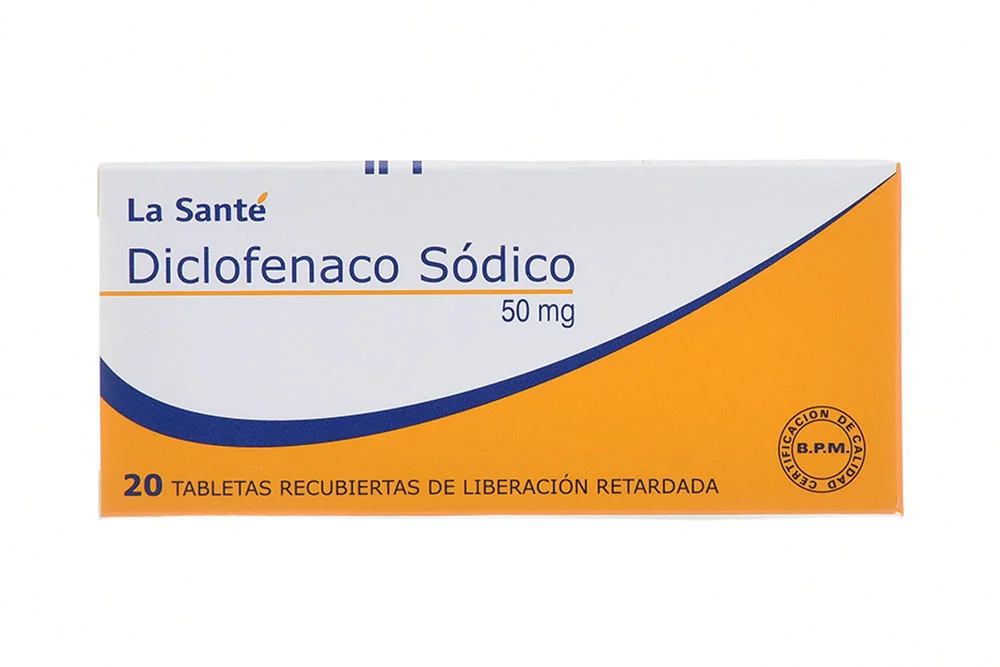 La Santé
Diclofenaco Sódico
50 mg
20 TABLETAS RECUBIERTAS DE LIBERACIÓN RETARDADA
CERTIFICACION DE CALIDAD
B.P.M.